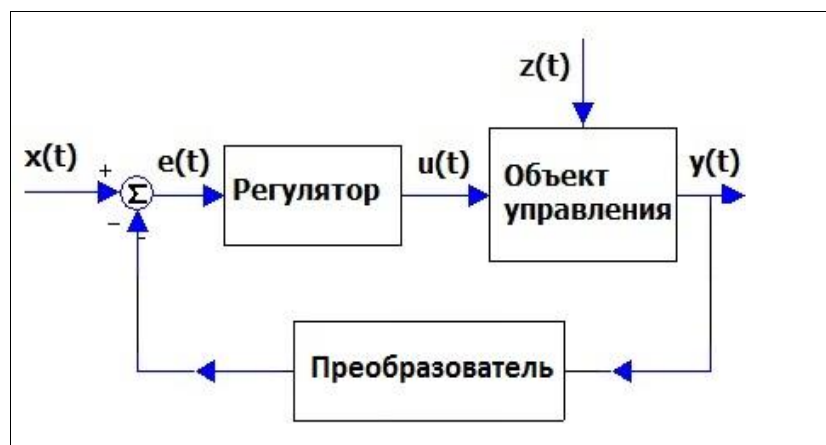 z(t)
x(t)
+
e(t)
u(t)
y(t)
Σ
Регулятор
Объект
управления
–
-
Преобразователь